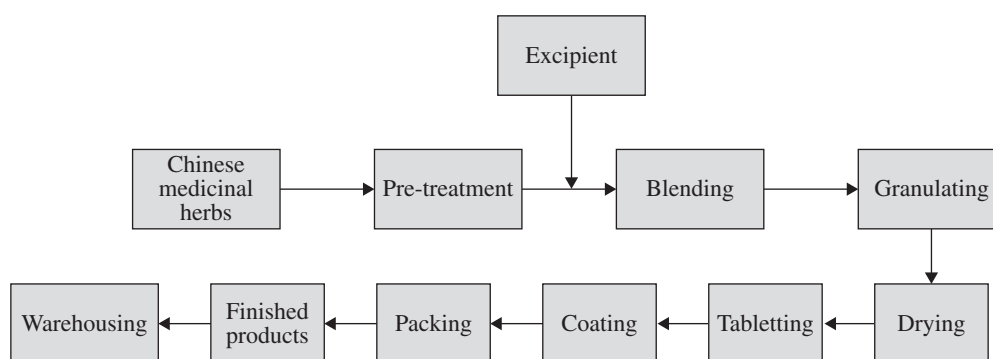 Excipient
Chinese
medicinal
herbs
Pre-treatment
Blending
Granulating
Warehousing
Finished
products
Packing
Coating
Tabletting
Drying